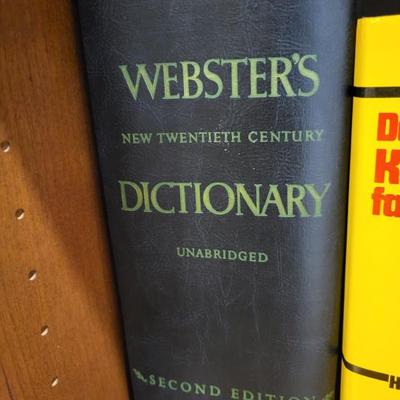 WEBSTER'S
NEW TWENTIETH CENTURY
DICTIONARY
UNABRIDGED
SECOND EDITION